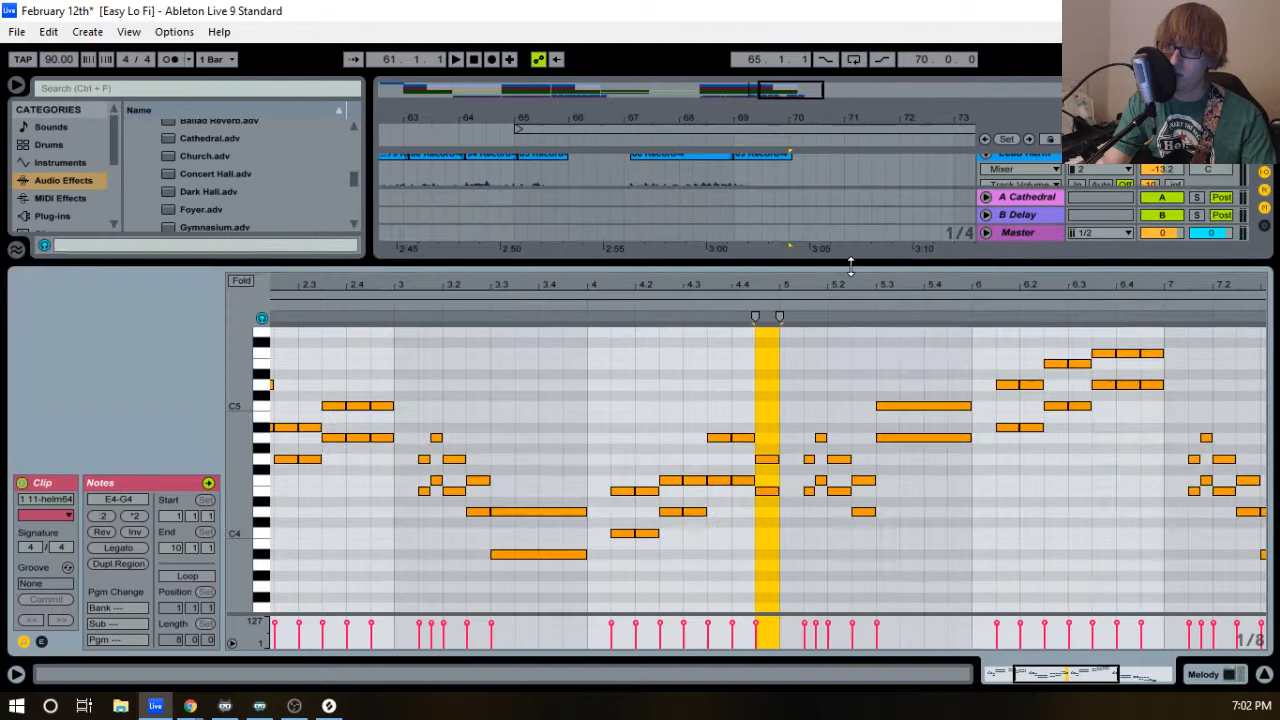 February 12th* [Easy Lo Fi] - Ableton Live 9 Standard
File Edit Create View Options Help
TAP 90.00 4 / 4 1 Bar 61. 1. 1 65. 1. 1 70. 0. 0
Search (Ctrl + F)
CATEGORIES
Sounds
Drums
Instruments
Audio Effects
MIDI Effects
Plug-ins
Name
Ballad Reverb.adv
Cathedral.adv
Church.adv
Concert Hall.adv
Dark Hall.adv
Foyer.adv
Gymnasium.adv
63 64 65 66 67 68 69 70 71 72 73
Set
Mixer 2 -13.2 C
Track Volume
A Cathedral A S Post
B Delay B S Post
1/4 Master 1/2 0 0
2:45 2:50 2:55 3:00 3:05 3:10
Fold
2.3 2.4 3 3.2 3.3 3.4 4 4.2 4.3 4.4 5 5.2 5.3 5.4 6 6.2 6.3 6.4 7 7.2
C5
C4
127
1
1/8
Clip
1 11-helm64
Signature
4 / 4
Groove
None
Commit
<< >>
Notes
E4-G4
:2 *2
Rev Inv
Legato
Dupl.Region
Pgm Change
Bank ---
Sub ---
Pgm ---
Start Set
1 1 1
End Set
10 1 1
Loop
Position Set
1 1 1
Length Set
8 0 0
Melody
7:02 PM